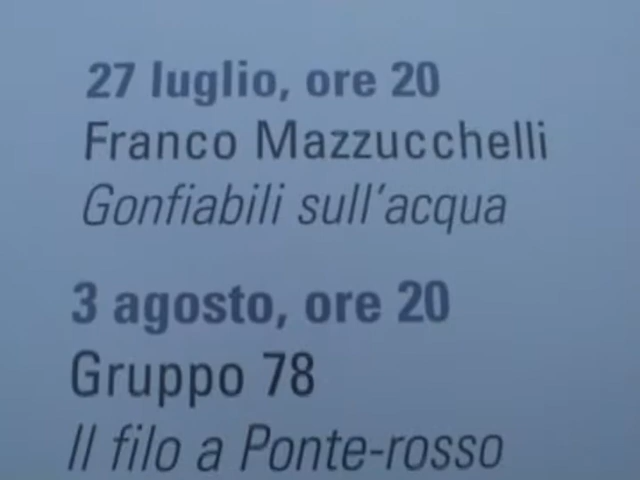 27 luglio, ore 20
Franco Mazzucchelli
Gonfiabili sull'acqua
3 agosto, ore 20
Gruppo 78
Il filo a Ponte-rosso